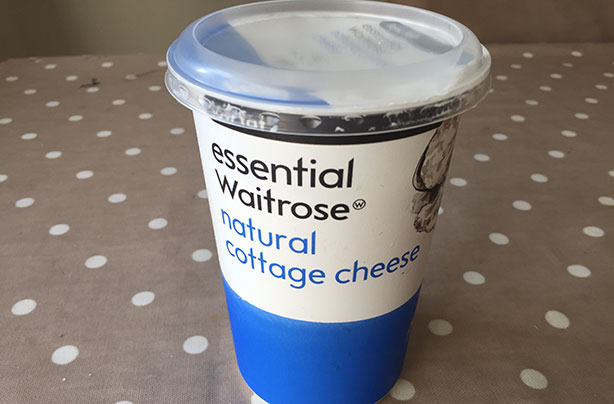 essential
Waitrose
natural
cottage cheese